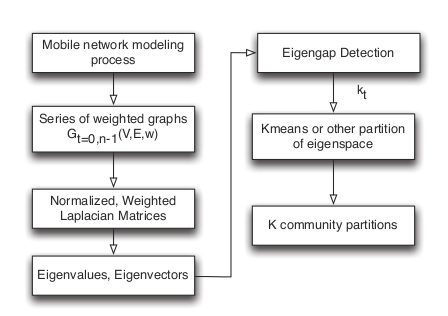 Mobile network modeling
process
Series of weighted graphs
Gt=0,n-1(V,E,w)
Normalized, Weighted
Laplacian Matrices
Eigenvalues, Eigenvectors
Eigengap Detection
kt
Kmeans or other partition
of eigenspace
K community partitions